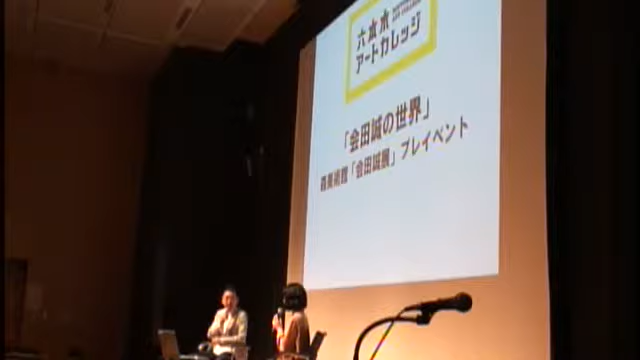 六本木
アートカレッジ
「会田誠の世界」
森美術館「会田誠展」プレイベント